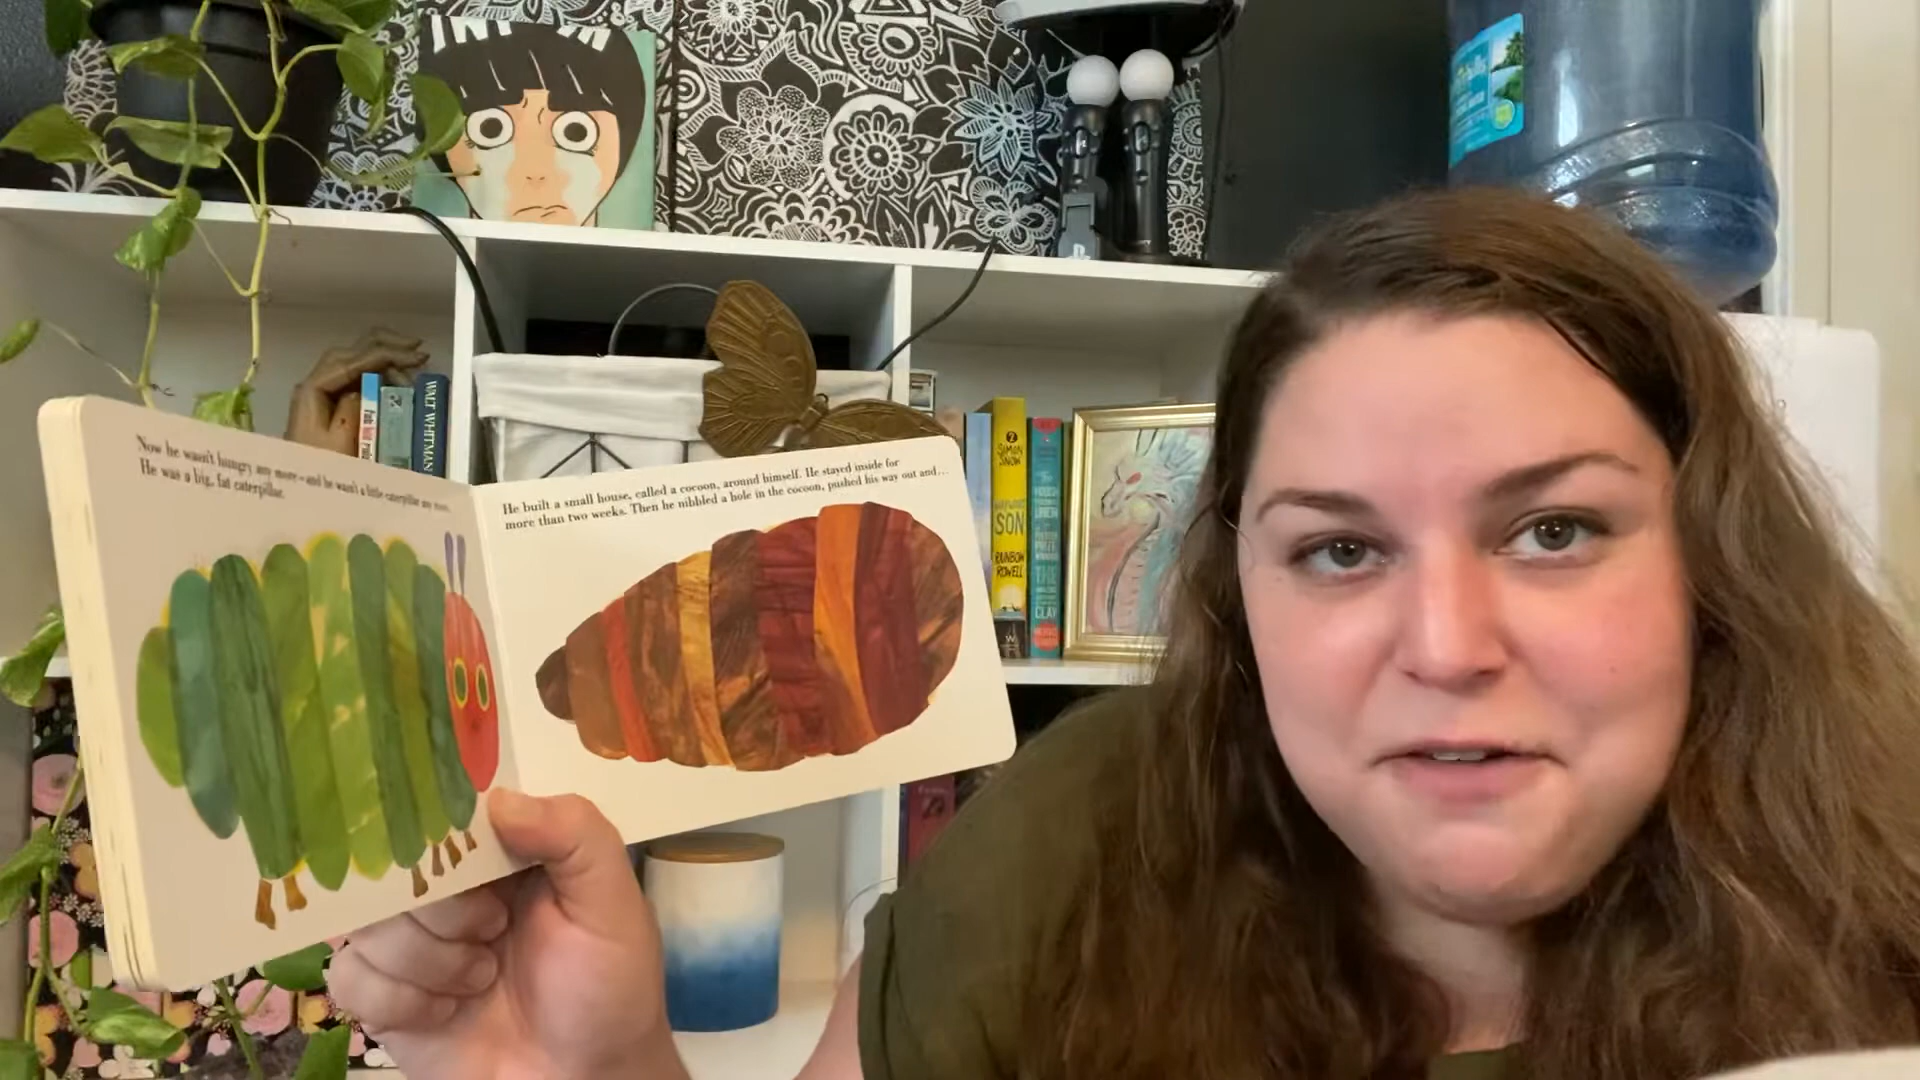 Now he wasn't hungry any more – and he wasn't a little caterpillar any more.
He was a big, fat caterpillar.
He built a small house, called a cocoon, around himself. He stayed inside for
more than two weeks. Then he nibbled a hole in the cocoon, pushed his way out and...
WALT WHITMAN
2
SIMON
SNOW
SON
RAINBOW
ROWELL
THE
CLAY